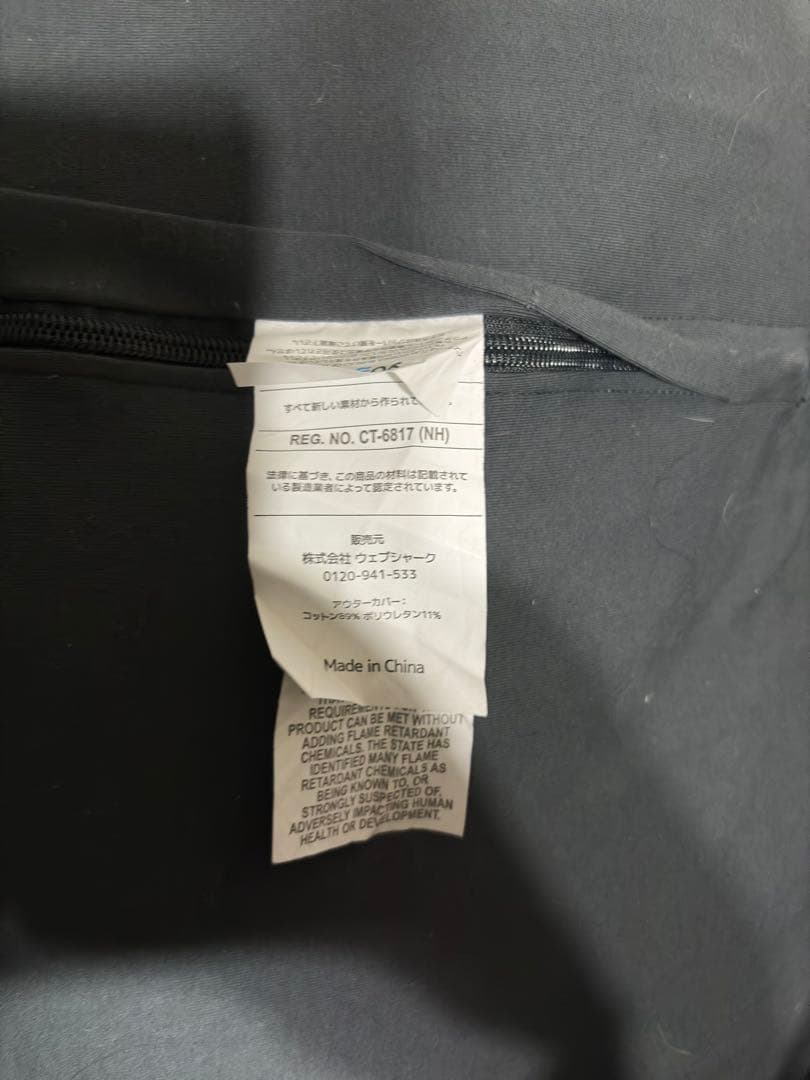 すべて新しい素材から作られて
REG. NO. CT-6817 (NH)
法律に基づき、この商品の材料は記載されて
いる製造業者によって認定されています。
販売元
株式会社 ウェブシャーク
0120-941-533
アウターカバー：
コットン89% ポリウレタン11%
Made in China
PRODUCT CAN BE MET WITHOUT
ADDING FLAME RETARDANT
CHEMICALS. THE STATE HAS
IDENTIFIED MANY FLAME
RETARDANT CHEMICALS AS
BEING KNOWN TO, OR
STRONGLY SUSPECTED OF,
ADVERSELY IMPACTING HUMAN
HEALTH OR DEVELOPMENT.